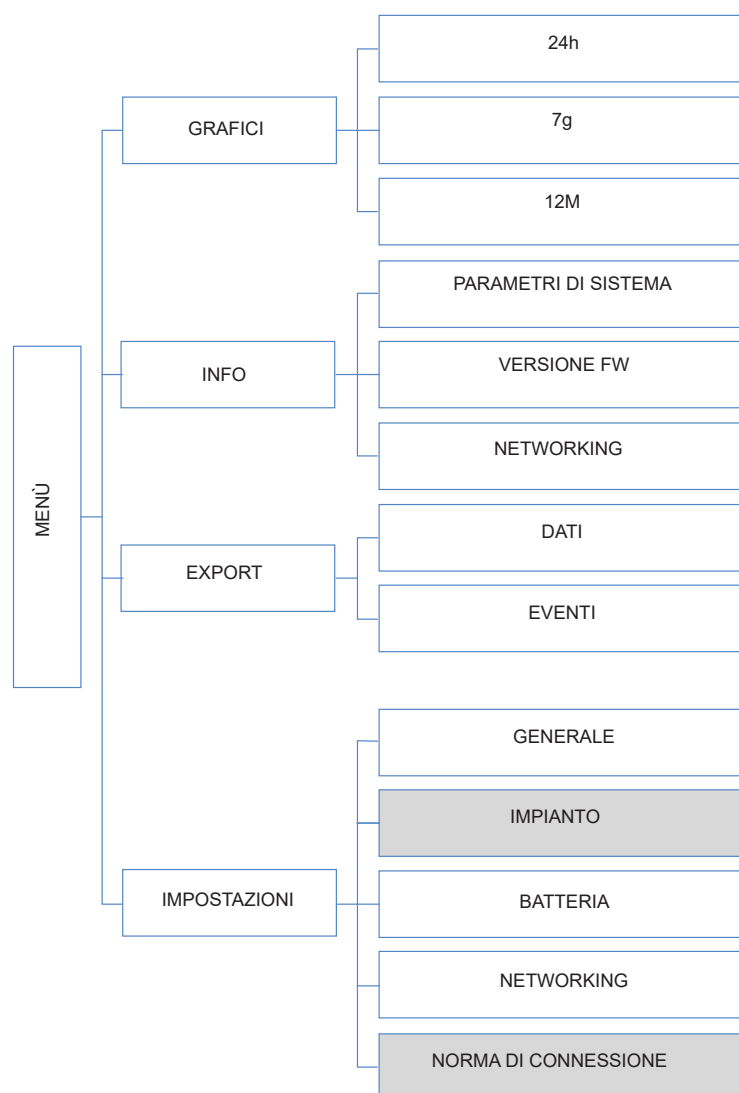 MENÙ
GRAFICI
24h
7g
12M
INFO
PARAMETRI DI SISTEMA
VERSIONE FW
NETWORKING
EXPORT
DATI
EVENTI
IMPOSTAZIONI
GENERALE
IMPIANTO
BATTERIA
NETWORKING
NORMA DI CONNESSIONE